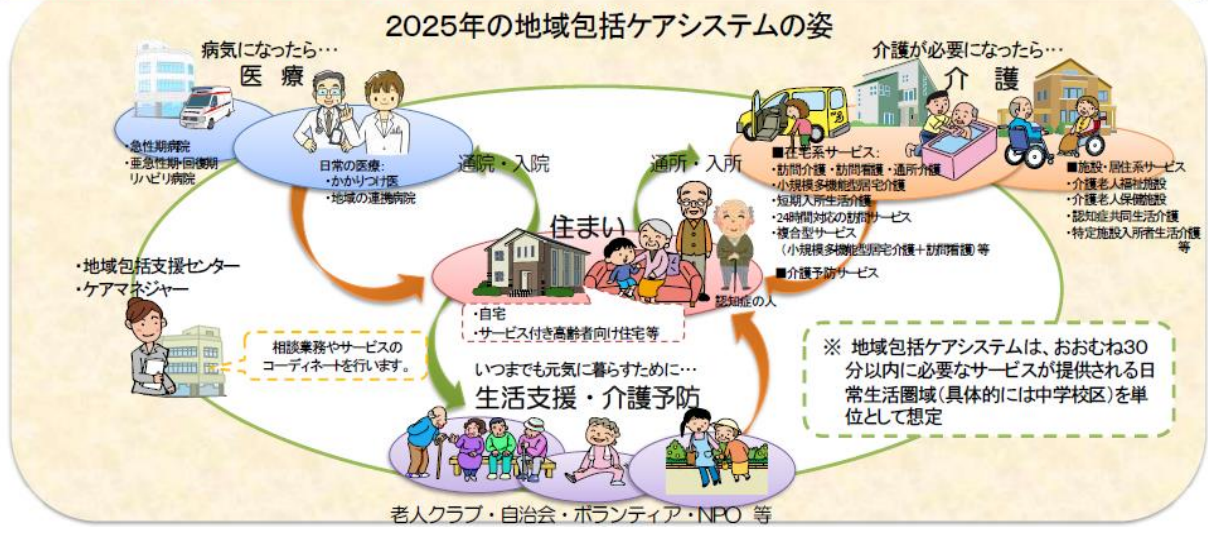 2025年の地域包括ケアシステムの姿
病気になったら…
医 療
・急性期病院
・亜急性期・回復期
リハビリ病院
日常の医療:
・かかりつけ医
・地域の連携病院
通院・入院
通所・入所
介護が必要になったら…
介 護
■在宅系サービス:
・訪問介護・訪問看護・通所介護
・小規模多機能型居宅介護
・短期入所生活介護
・24時間対応の訪問サービス
・複合型サービス
(小規模多機能型居宅介護+訪問看護)等
■介護予防サービス
■施設・居住系サービス
・介護老人福祉施設
・介護老人保健施設
・認知症共同生活介護
・特定施設入所者生活介護
等
住まい
認知症の人
・自宅
・サービス付き高齢者向け住宅等
・地域包括支援センター
・ケアマネジャー
相談業務やサービスの
コーディネートを行います。
いつまでも元気に暮らすために…
生活支援・介護予防
老人クラブ・自治会・ボランティア・NPO 等
※ 地域包括ケアシステムは、おおむね30
分以内に必要なサービスが提供される日
常生活圏域(具体的には中学校区)を単
位として想定